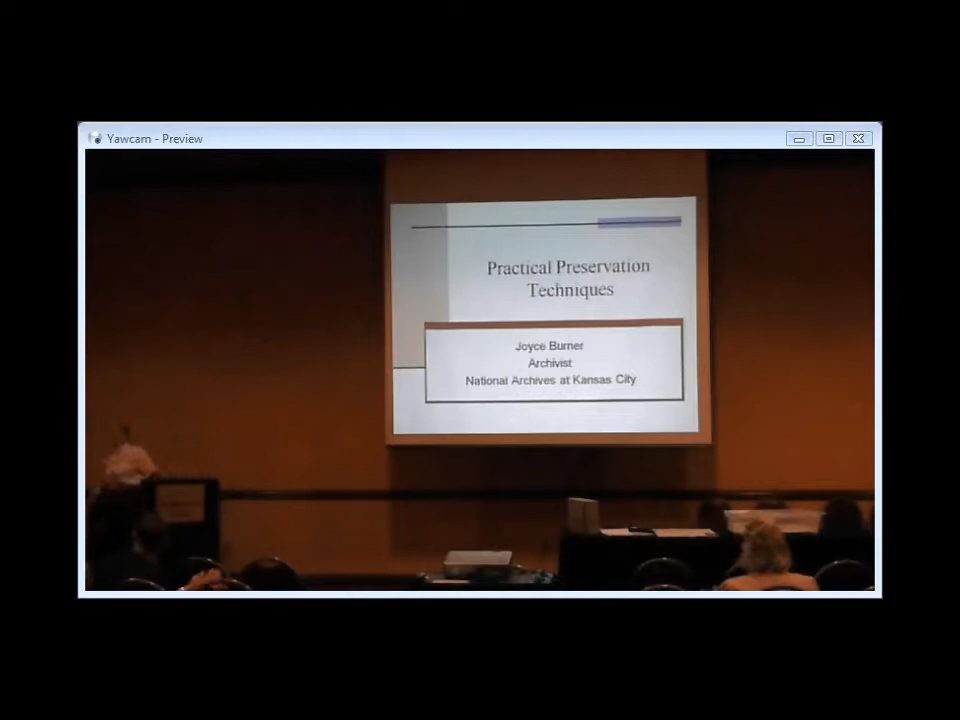 Yawcam - Preview
Practical Preservation
Techniques
Joyce Burner
Archivist
National Archives at Kansas City